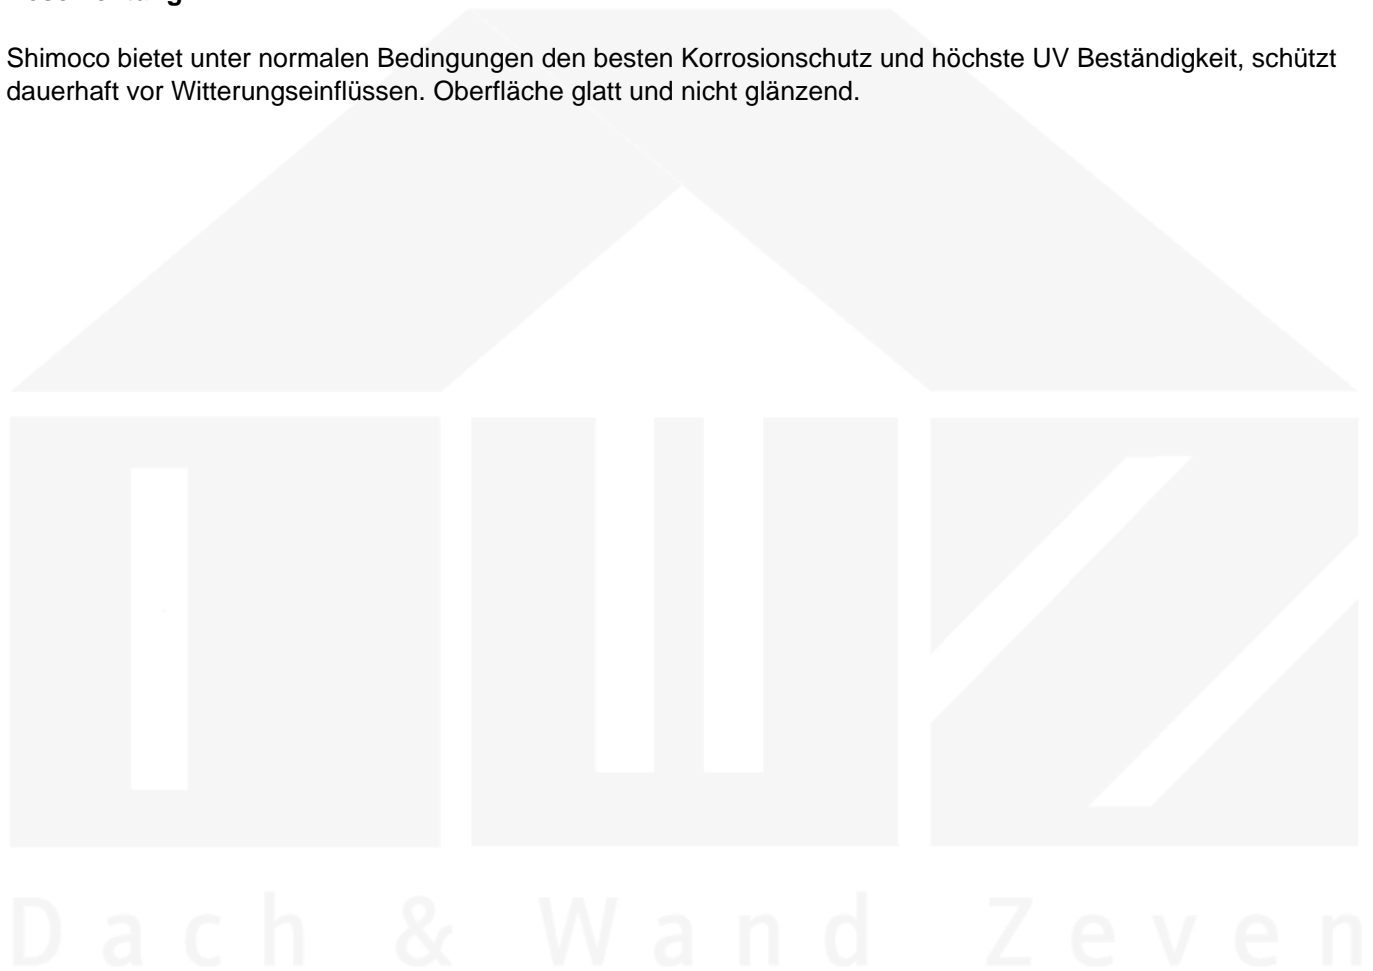 Shimoco bietet unter normalen Bedingungen den besten Korrosionschutz und höchste UV Beständigkeit, schützt
dauerhaft vor Witterungseinflüssen. Oberfläche glatt und nicht glänzend.
Dach & Wand Zeven